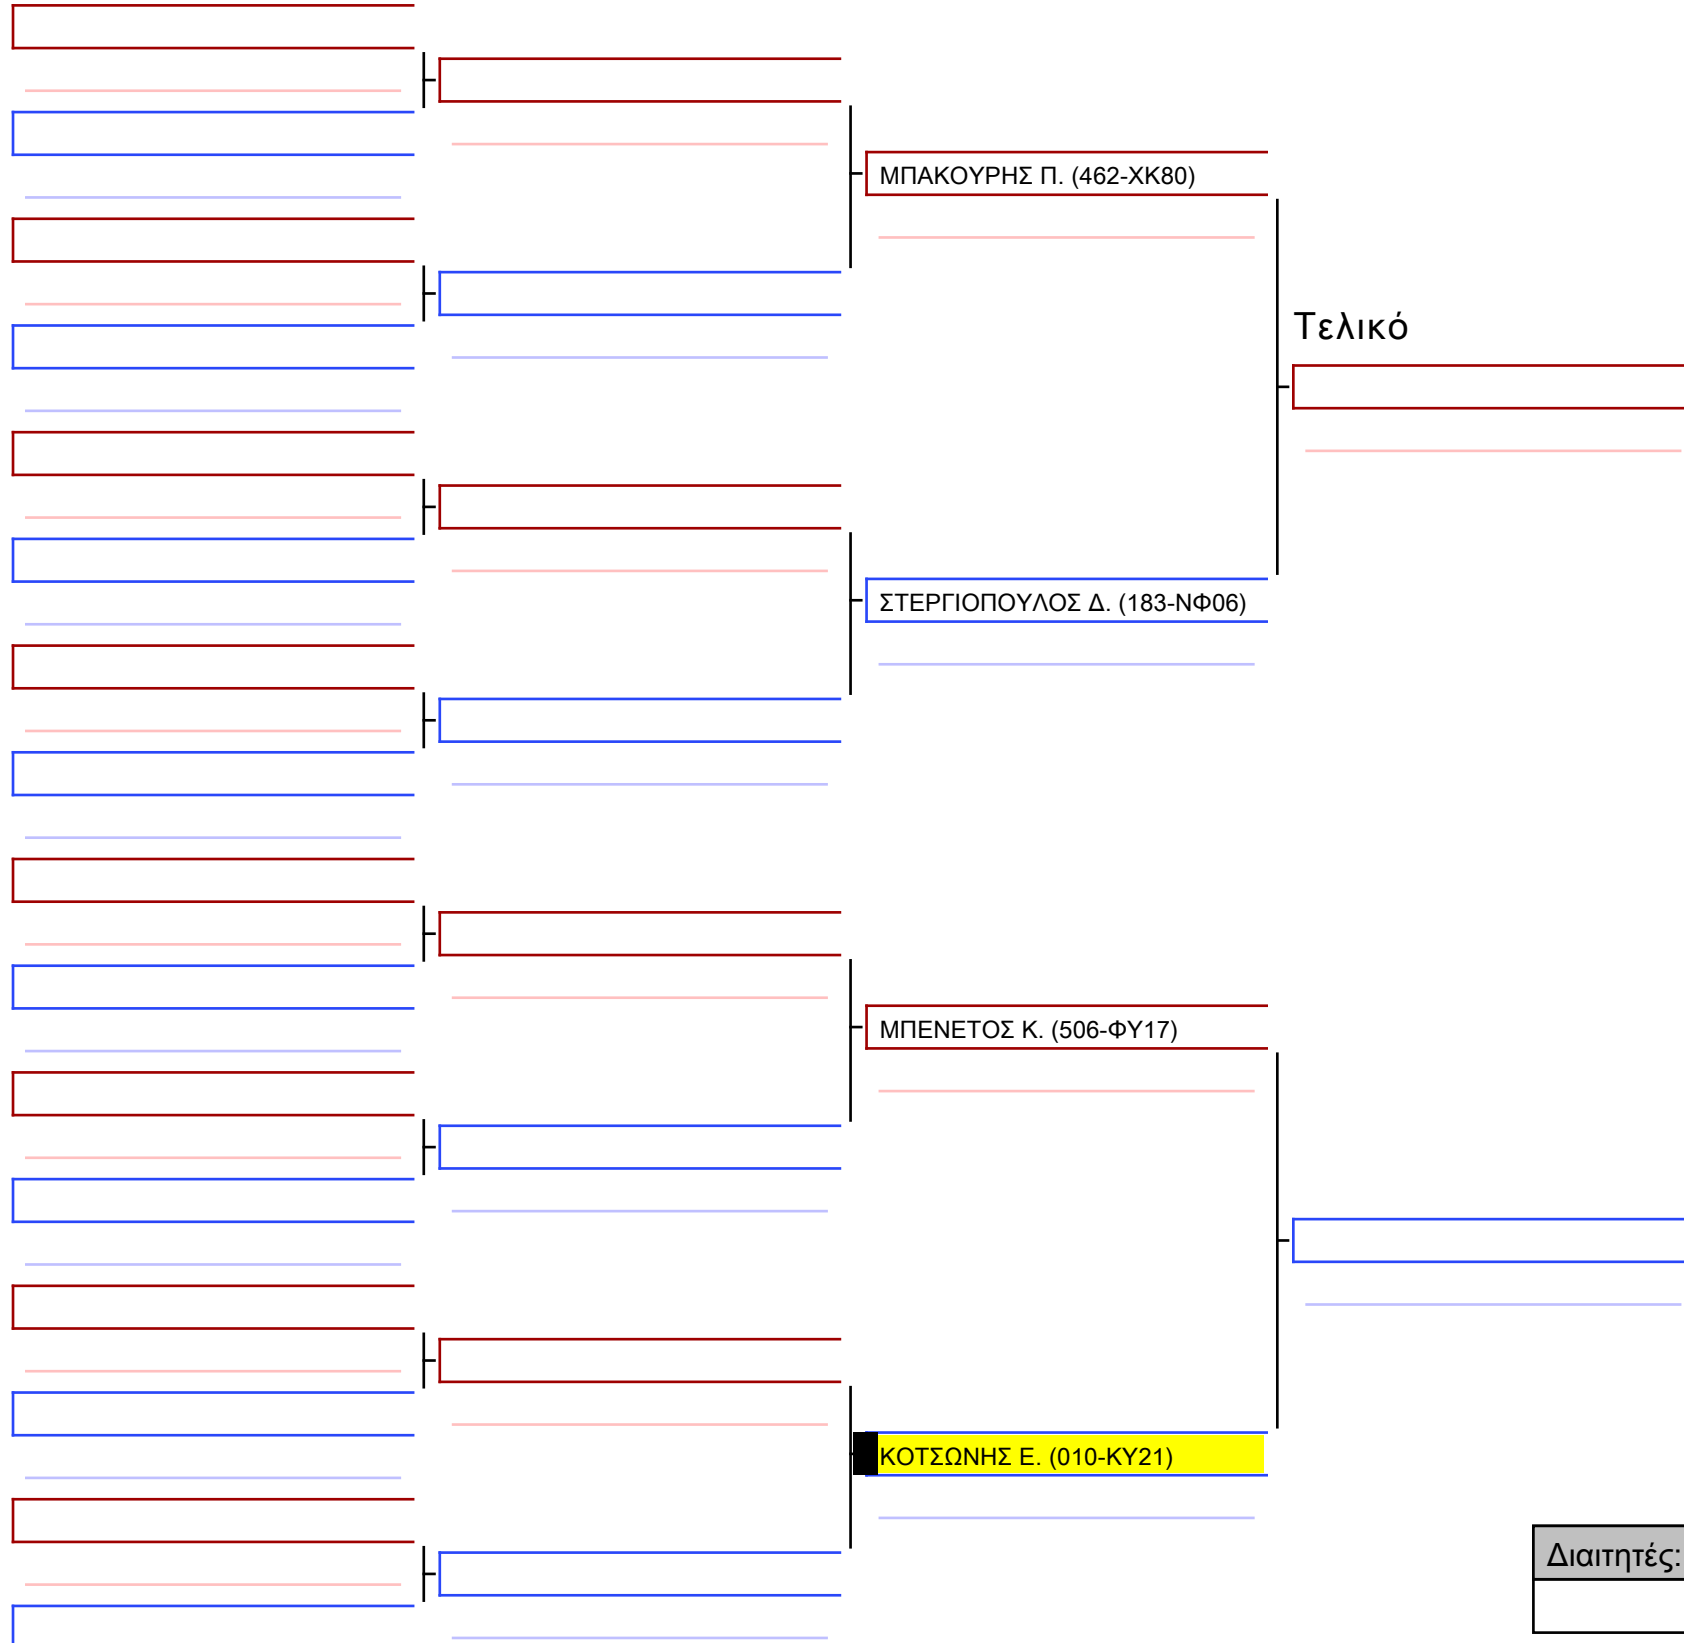 ΜΠΑΚΟΥΡΗΣ Π. (462-ΧΚ80)
Τελικό
ΣΤΕΡΓΙΟΠΟΥΛΟΣ Δ. (183-ΝΦ06)
ΜΠΕΝΕΤΟΣ Κ. (506-ΦΥ17)
ΚΟΤΣΩΝΗΣ Ε. (010-ΚΥ21)
Διαιτητές: